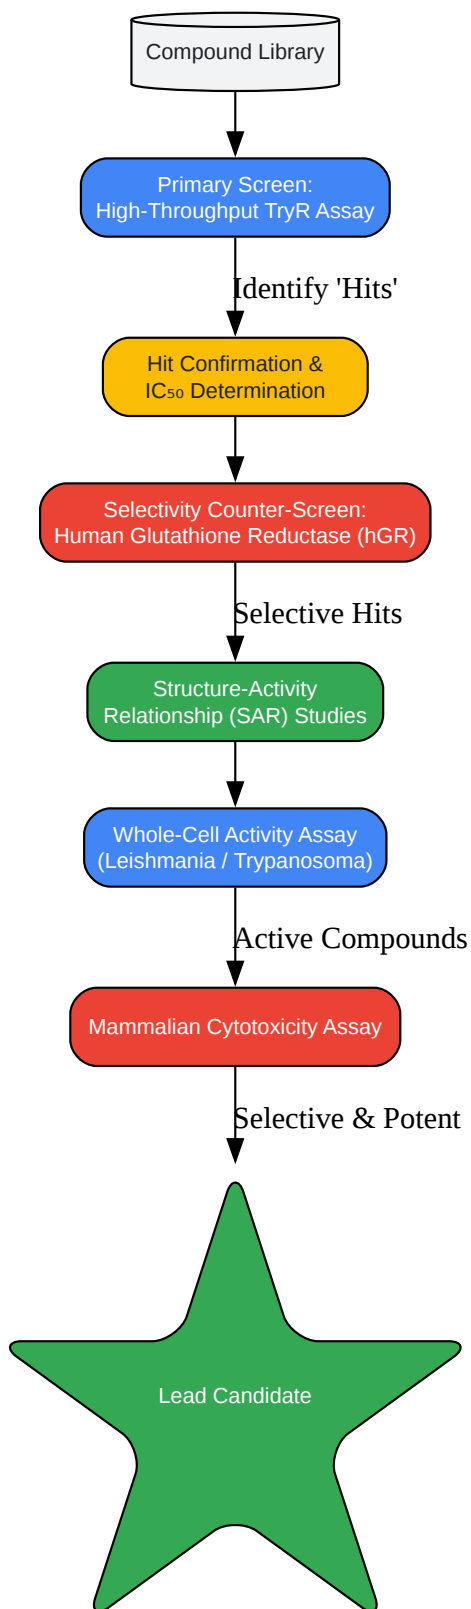 Compound Library
Primary Screen:
High-Throughput TryR Assay
Identify 'Hits'
Hit Confirmation &
IC₅₀ Determination
Selectivity Counter-Screen:
Human Glutathione Reductase (hGR)
Selective Hits
Structure-Activity
Relationship (SAR) Studies
Whole-Cell Activity Assay
(Leishmania / Trypanosoma)
Active Compounds
Mammalian Cytotoxicity Assay
Selective & Potent
Lead Candidate